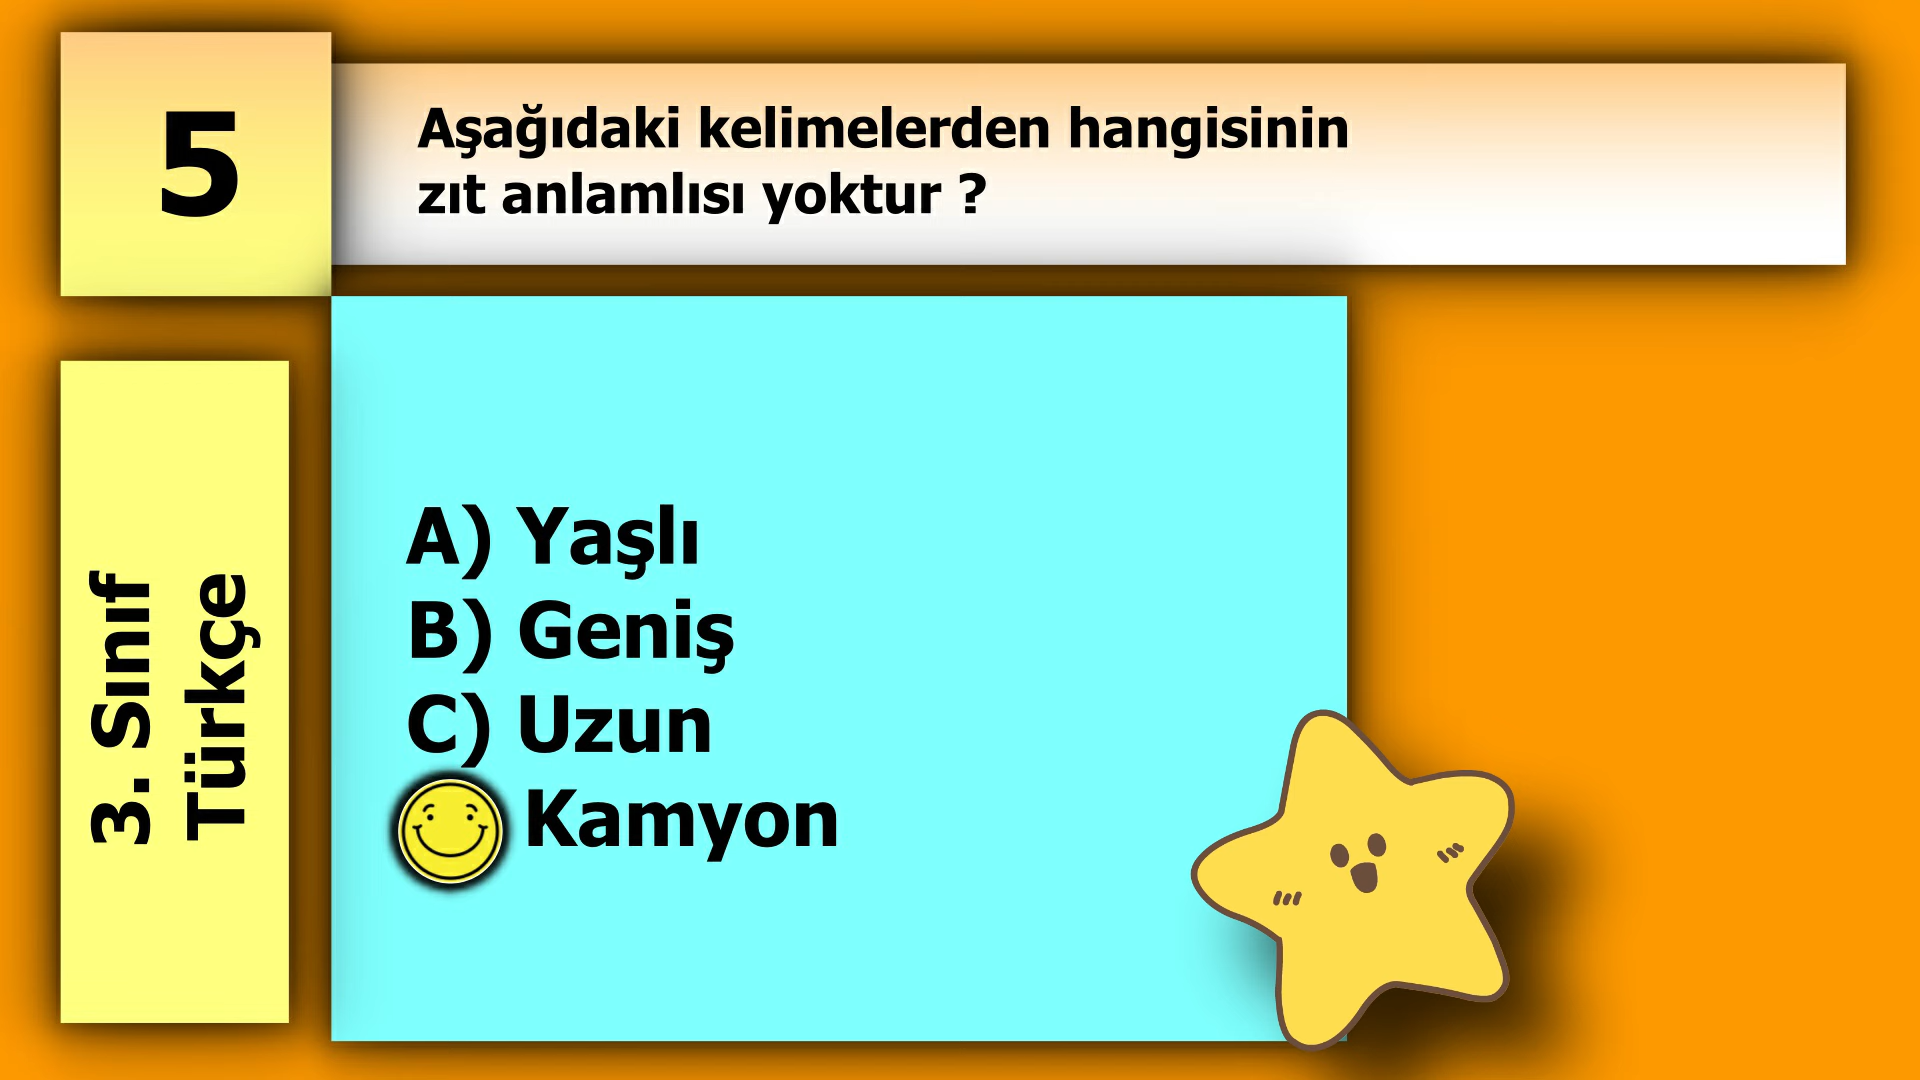 5
Aşağıdaki kelimelerden hangisinin
zıt anlamlısı yoktur ?
3. Sınıf
Türkçe
A) Yaşlı
B) Geniş
C) Uzun
Kamyon